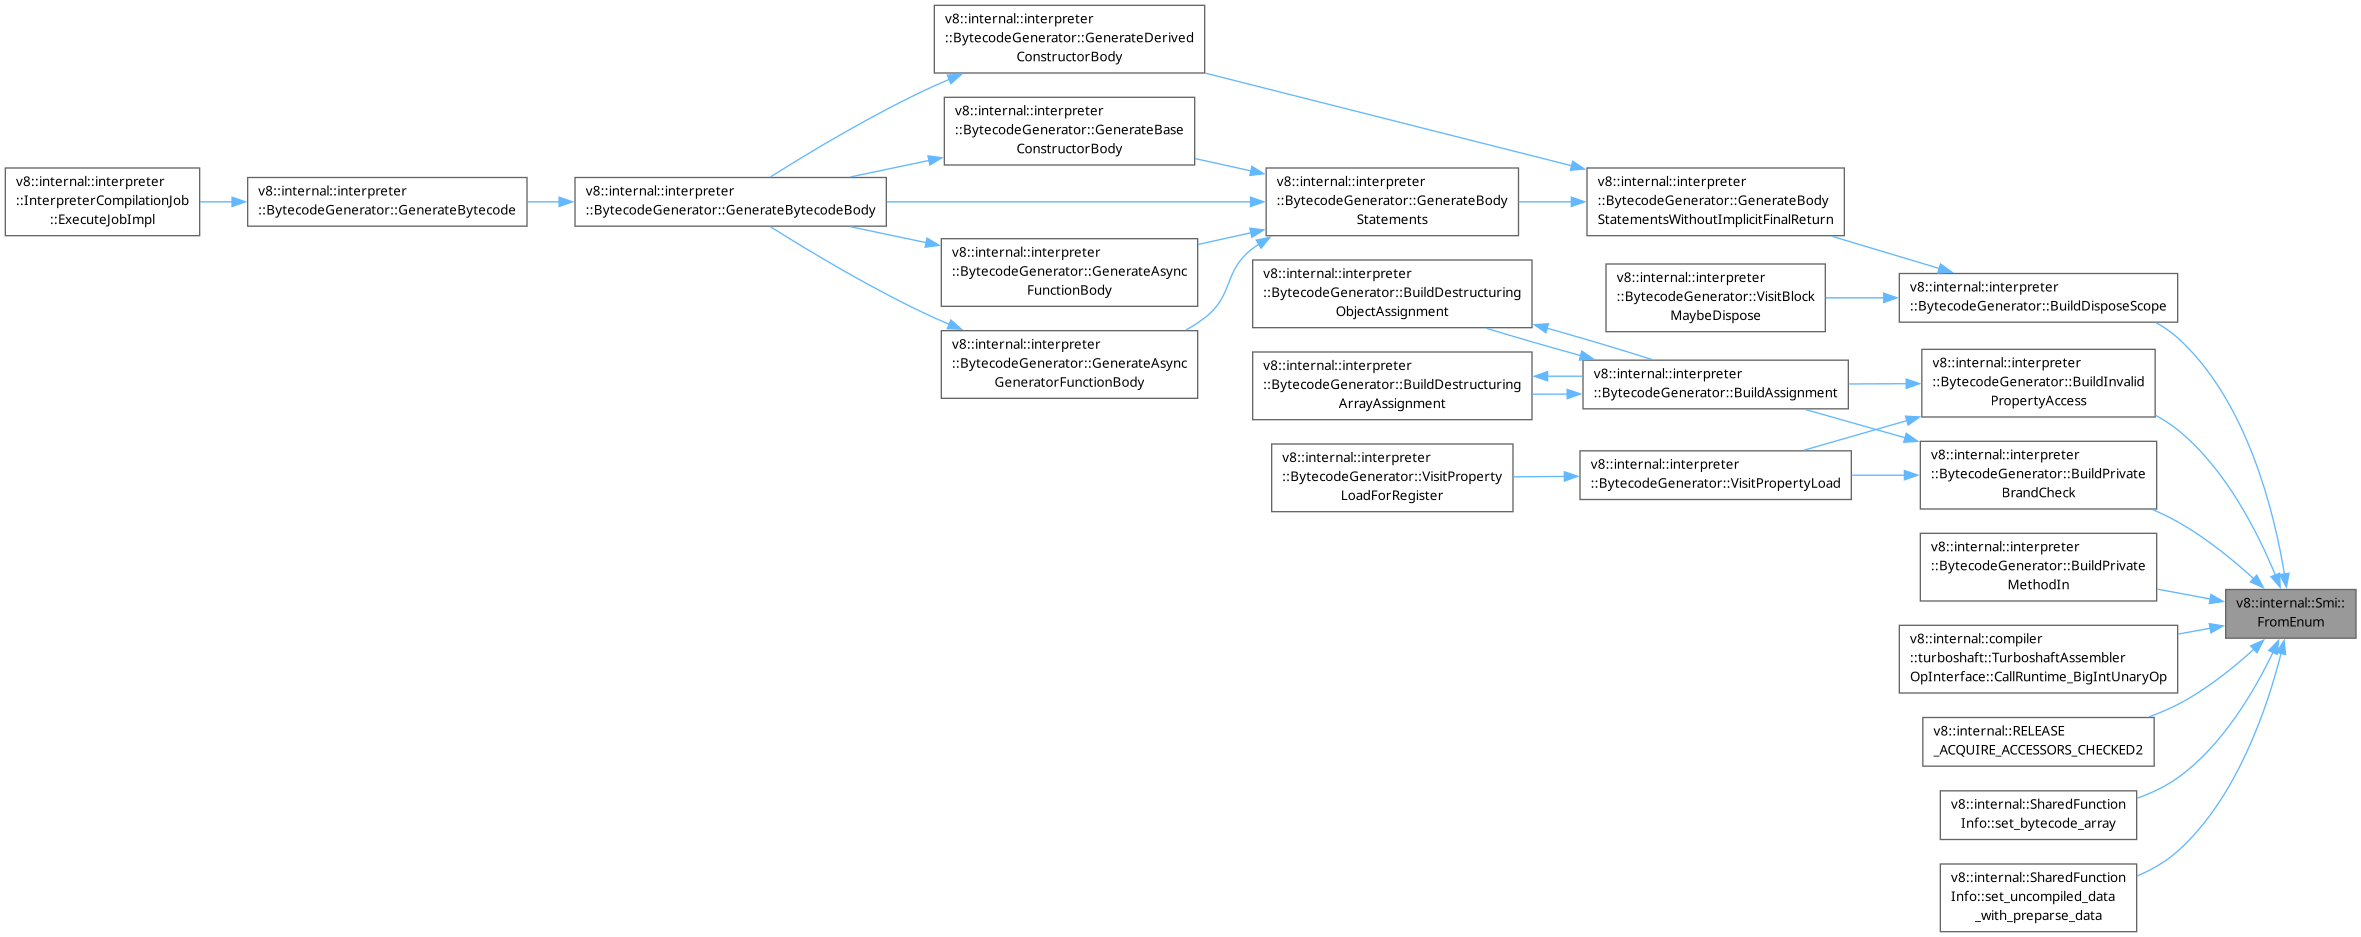 v8::internal::interpreter
::InterpreterCompilationJob
::ExecuteJobImpl
v8::internal::interpreter
::BytecodeGenerator::GenerateBytecode
v8::internal::interpreter
::BytecodeGenerator::GenerateBytecodeBody
v8::internal::interpreter
::BytecodeGenerator::GenerateDerived
ConstructorBody
v8::internal::interpreter
::BytecodeGenerator::GenerateBase
ConstructorBody
v8::internal::interpreter
::BytecodeGenerator::GenerateAsync
FunctionBody
v8::internal::interpreter
::BytecodeGenerator::GenerateAsync
GeneratorFunctionBody
v8::internal::interpreter
::BytecodeGenerator::GenerateBody
Statements
v8::internal::interpreter
::BytecodeGenerator::BuildDestructuring
ObjectAssignment
v8::internal::interpreter
::BytecodeGenerator::BuildDestructuring
ArrayAssignment
v8::internal::interpreter
::BytecodeGenerator::VisitProperty
LoadForRegister
v8::internal::interpreter
::BytecodeGenerator::GenerateBody
StatementsWithoutImplicitFinalReturn
v8::internal::interpreter
::BytecodeGenerator::VisitBlock
MaybeDispose
v8::internal::interpreter
::BytecodeGenerator::BuildAssignment
v8::internal::interpreter
::BytecodeGenerator::VisitPropertyLoad
v8::internal::interpreter
::BytecodeGenerator::BuildDisposeScope
v8::internal::interpreter
::BytecodeGenerator::BuildInvalid
PropertyAccess
v8::internal::interpreter
::BytecodeGenerator::BuildPrivate
BrandCheck
v8::internal::interpreter
::BytecodeGenerator::BuildPrivate
MethodIn
v8::internal::compiler
::turboshaft::TurboshaftAssembler
OpInterface::CallRuntime_BigIntUnaryOp
v8::internal::RELEASE
_ACQUIRE_ACCESSORS_CHECKED2
v8::internal::SharedFunction
Info::set_bytecode_array
v8::internal::SharedFunction
Info::set_uncompiled_data
_with_preparse_data
v8::internal::Smi::
FromEnum